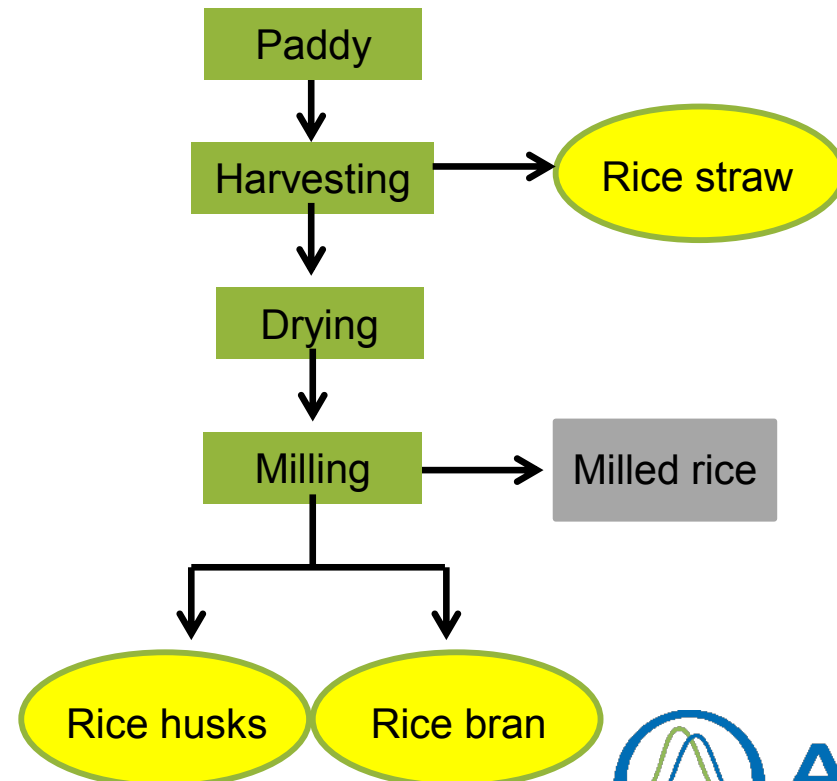 Paddy
Harvesting
Rice straw
Drying
Milling
Milled rice
Rice husks
Rice bran
A